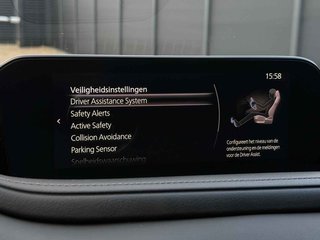 Veiligheidsinstellingen
15:58
Driver Assistance System
Safety Alerts
Active Safety
Collision Avoidance
Parking Sensor
Snelheidswaarschuwing
Configureert het niveau van de
ondersteuning en de meldingen
voor de Driver Assist.